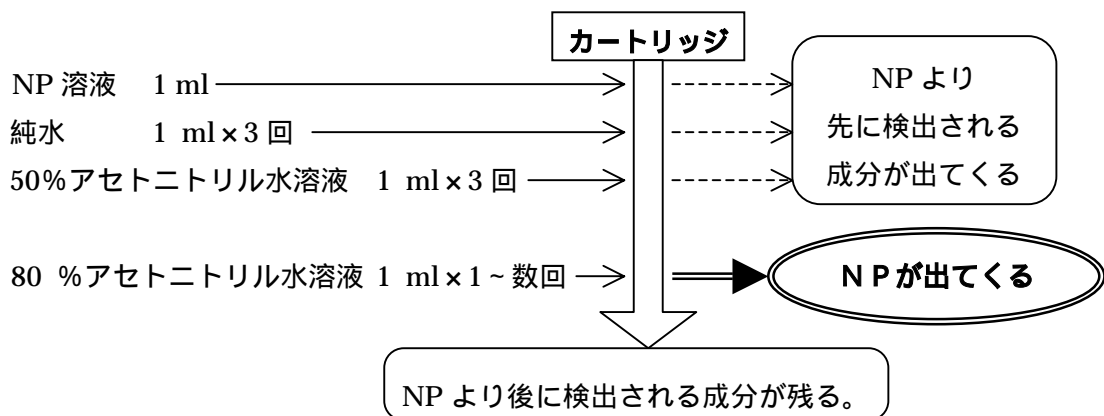 カートリッジ
NP 溶液 1 ml
純水 1 ml×3 回
50%アセトニトリル水溶液 1 ml×3 回
NP より
先に検出される
成分が出てくる
80 %アセトニトリル水溶液 1 ml×1~数回
NPが出てくる
NP より後に検出される成分が残る。